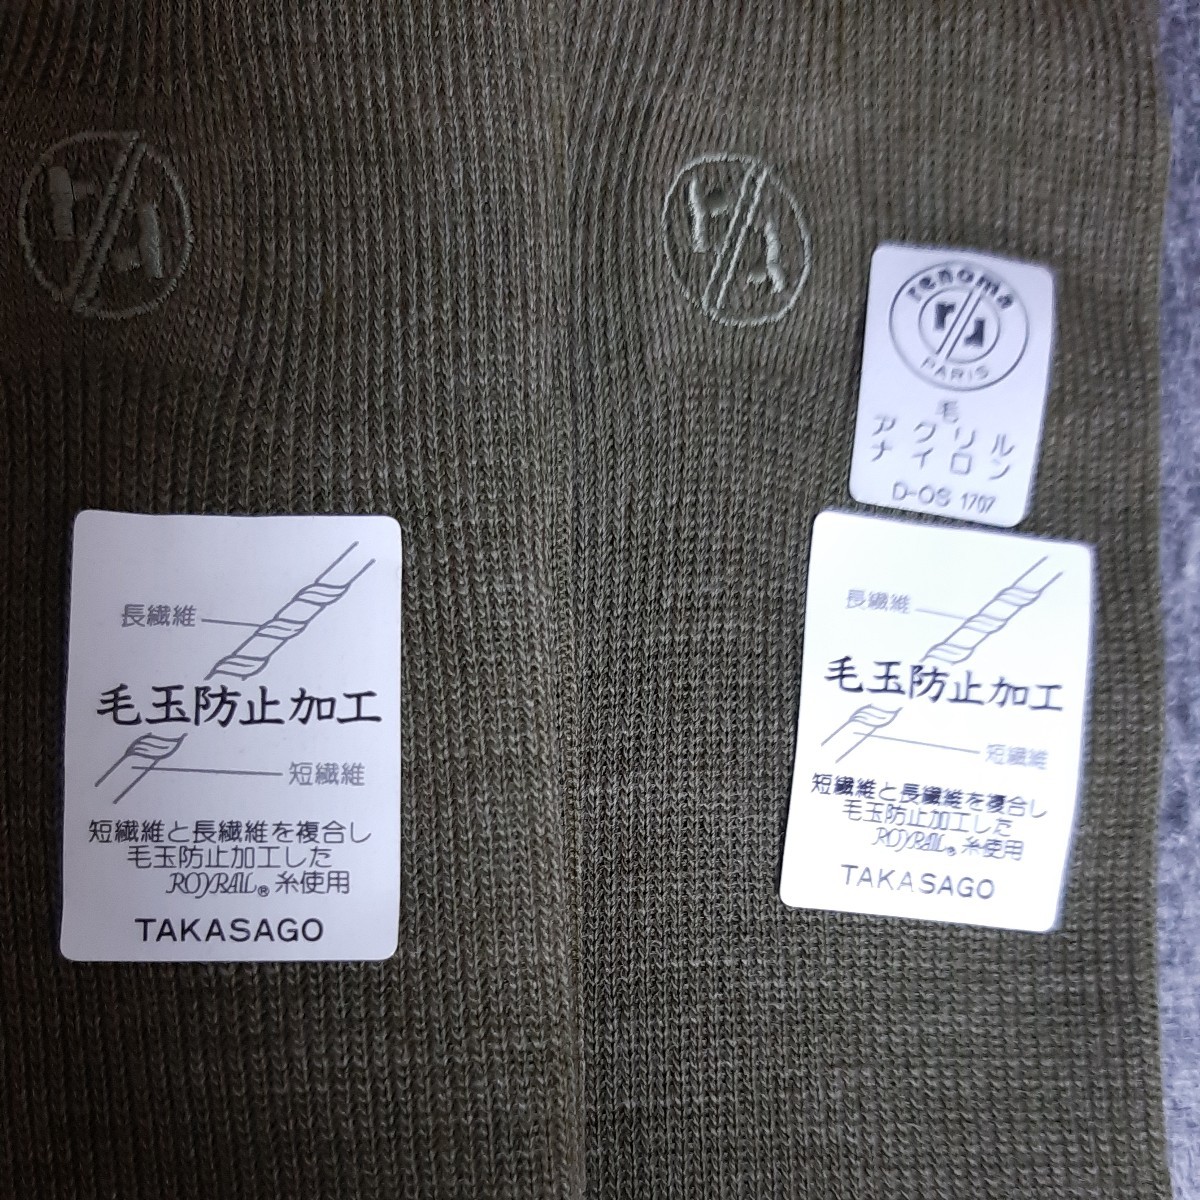 renoma
PARIS
毛
アクリル
ナイロン
D-OS 1707
長繊維
毛玉防止加工
短繊維
短繊維と長繊維を複合し
毛玉防止加工した
ROYRAIL® 糸使用
TAKASAGO
長繊維
毛玉防止加工
短繊維
短繊維と長繊維を複合し
毛玉防止加工した
ROYRAIL® 糸使用
TAKASAGO